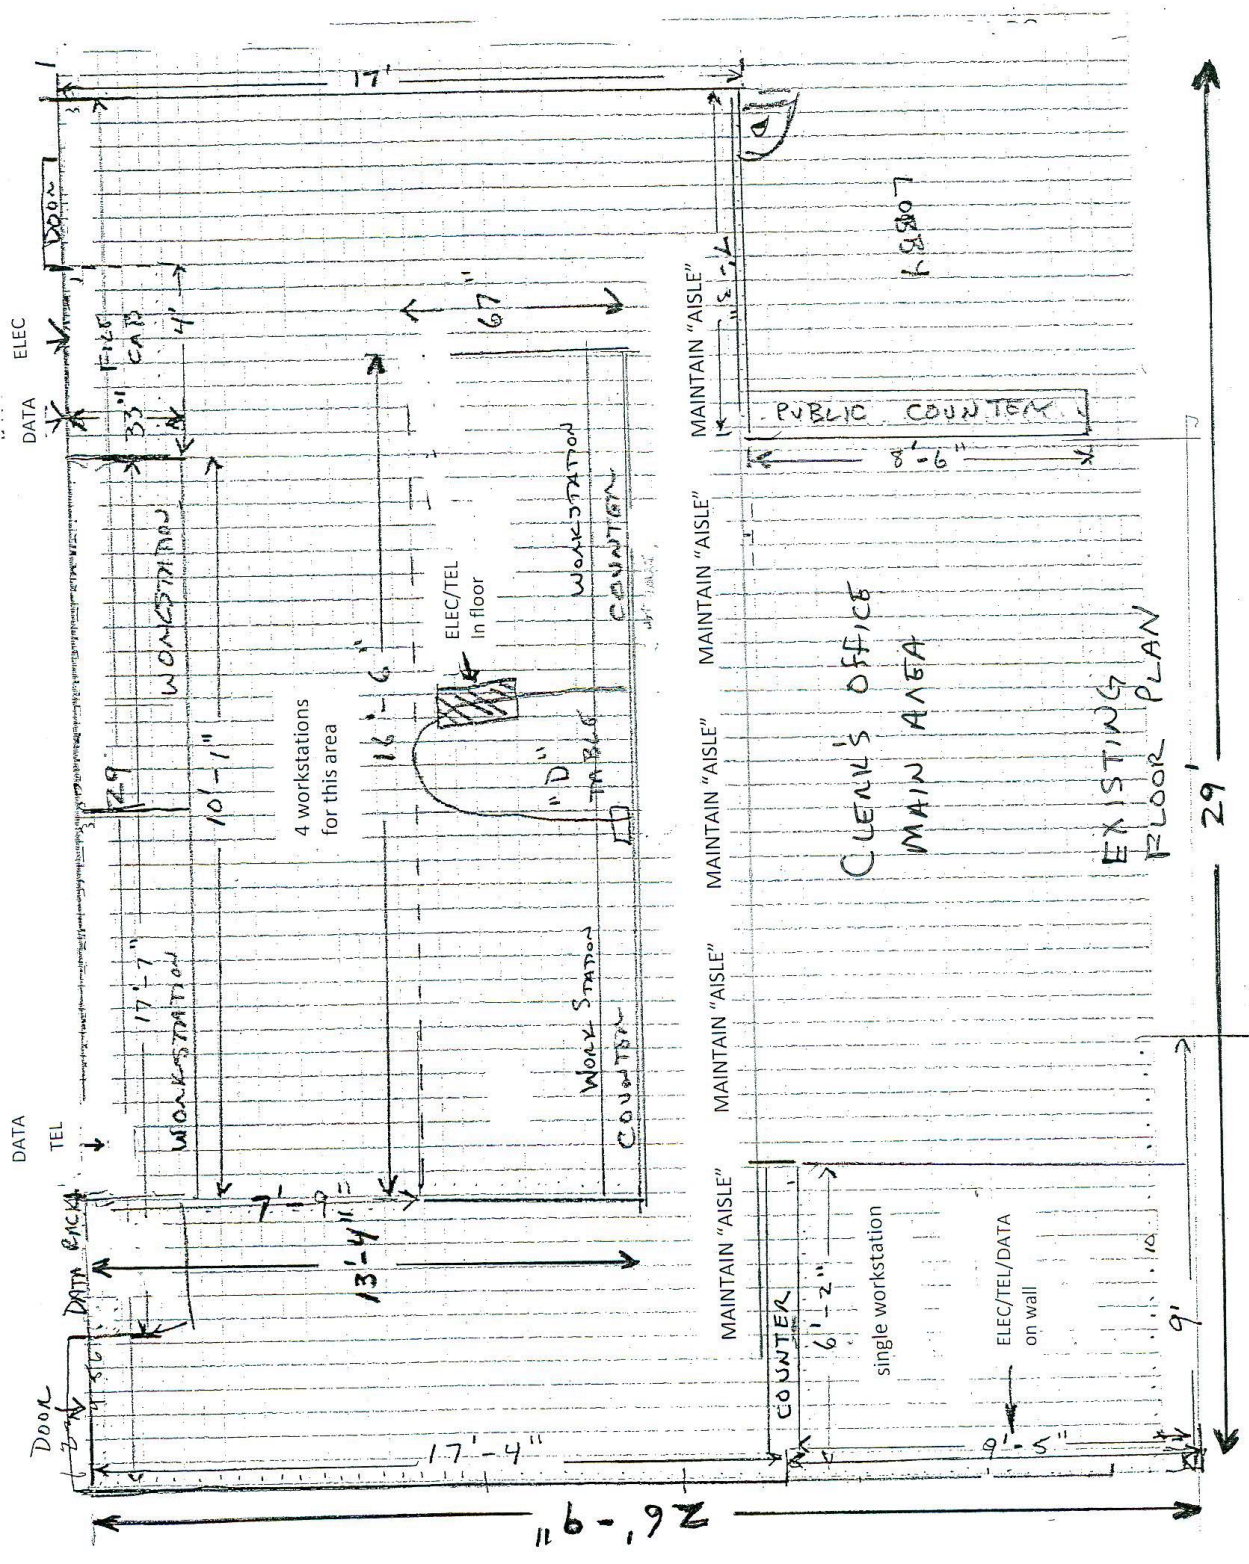 DATA
TEL
DATA
ELEC
Door
DATA RACK
DOOR
17'
29'
17'-7"
WORKSTATION
WORKSTATION
10'-1"
33"
FILE
CAB
4'
7'-9"
13'-4"
4 workstations
for this area
16'-6"
67"
ELEC/TEL
In floor
"D"
TABLE
WORK STATION
COUNTER
WORKSTATION
COUNTER
MAINTAIN "AISLE"
MAINTAIN "AISLE"
MAINTAIN "AISLE"
MAINTAIN "AISLE"
MAINTAIN "AISLE"
7'-3"
17'-4"
COUNTER
6'-2"
single workstation
ELEC/TEL/DATA
on wall
9'-5"
10
9'
PUBLIC COUNTER
8'-6"
LOBBY
CLERK'S OFFICE
MAIN AREA
EXISTING
FLOOR PLAN
26'-9"
29'